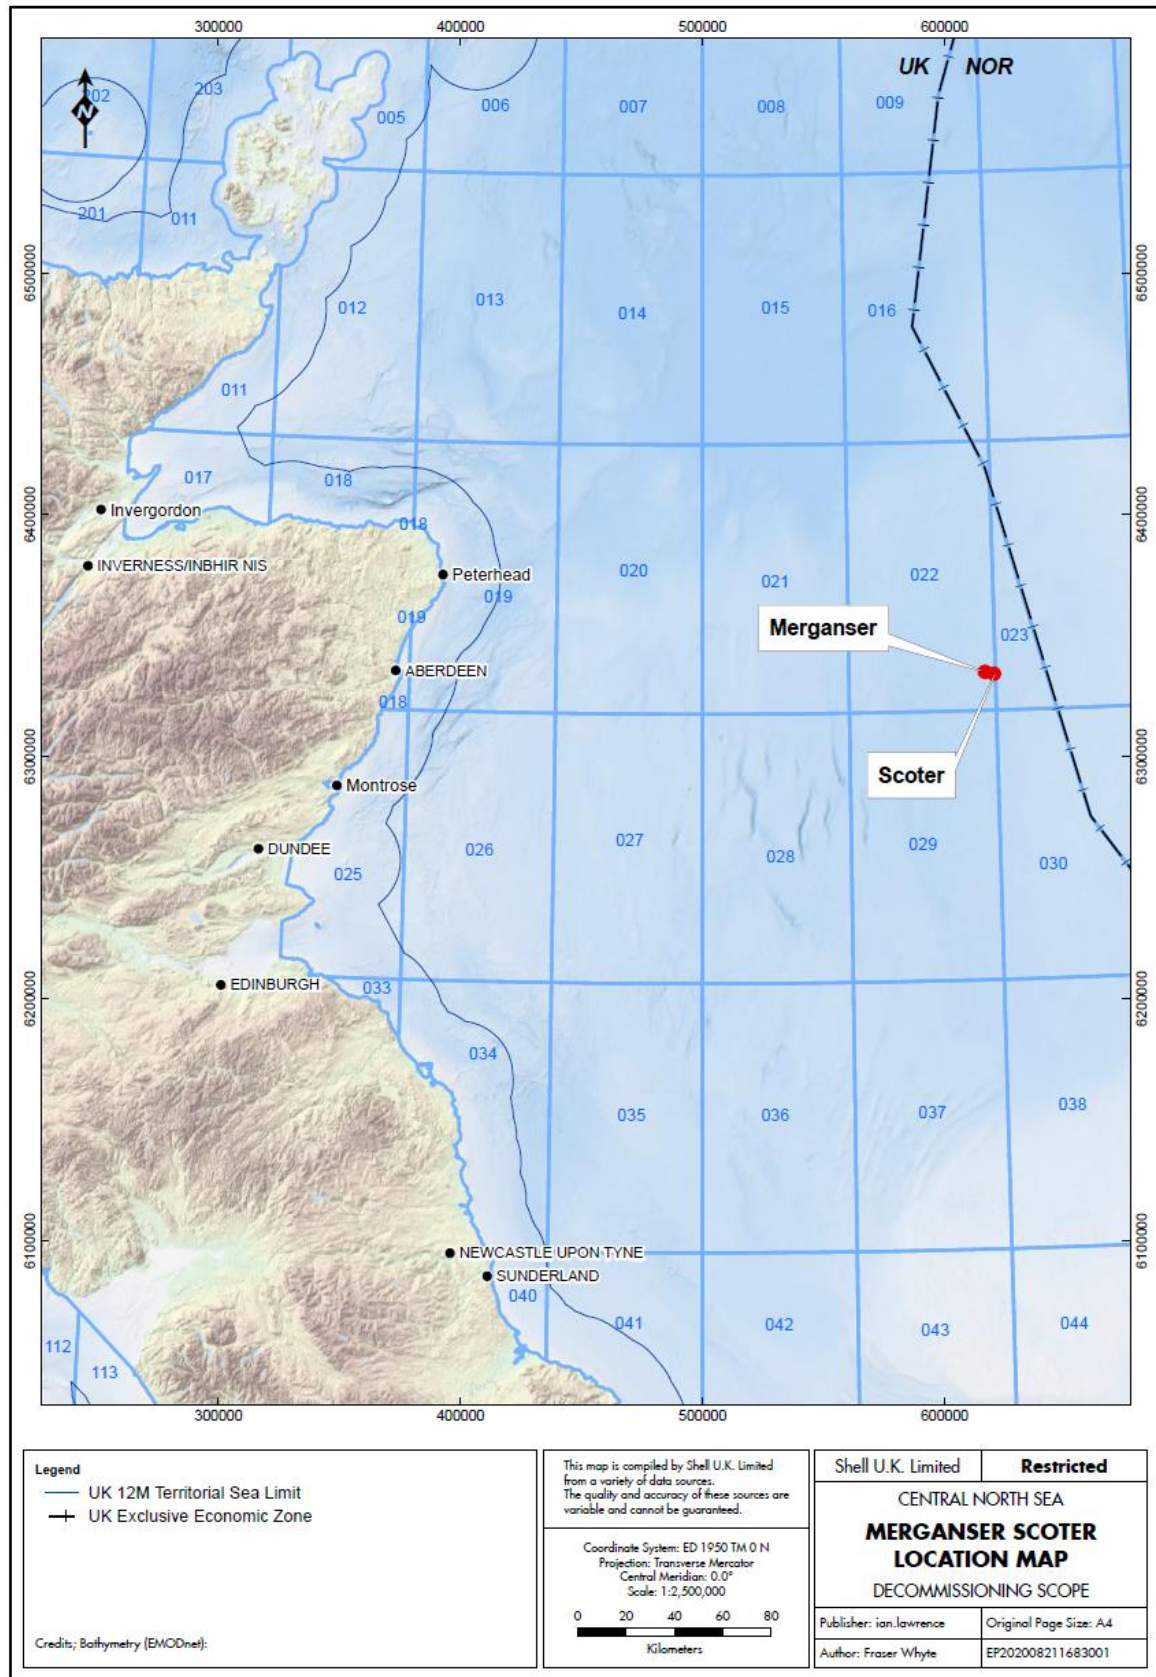 300000
400000
500000
600000
UK
NOR
202
203
005
006
007
008
009
201
011
6500000
6500000
012
013
014
015
016
011
017
018
6400000
6400000
Invergordon
018
INVERNESS/INBHIR NIS
Peterhead
019
020
021
022
019
Merganser
023
ABERDEEN
018
6300000
6300000
Scoter
Montrose
DUNDEE
025
026
027
028
029
030
6200000
6200000
EDINBURGH
033
034
035
036
037
038
6100000
6100000
NEWCASTLE UPON TYNE
SUNDERLAND
040
041
042
043
044
112
113
300000
400000
500000
600000
Legend
UK 12M Territorial Sea Limit
UK Exclusive Economic Zone
Credits; Bathymetry (EMODnet):
This map is compiled by Shell U.K. Limited
from a variety of data sources.
The quality and accuracy of these sources are
variable and cannot be guaranteed.
Coordinate System: ED 1950 TM 0 N
Projection: Transverse Mercator
Central Meridian: 0.0°
Scale: 1:2,500,000
0 20 40 60 80
Kilometers
Shell U.K. Limited
Restricted
CENTRAL NORTH SEA
MERGANSER SCOTER
LOCATION MAP
DECOMMISSIONING SCOPE
Publisher: ian.lawrence
Original Page Size: A4
Author: Fraser Whyte
EP202008211683001
N